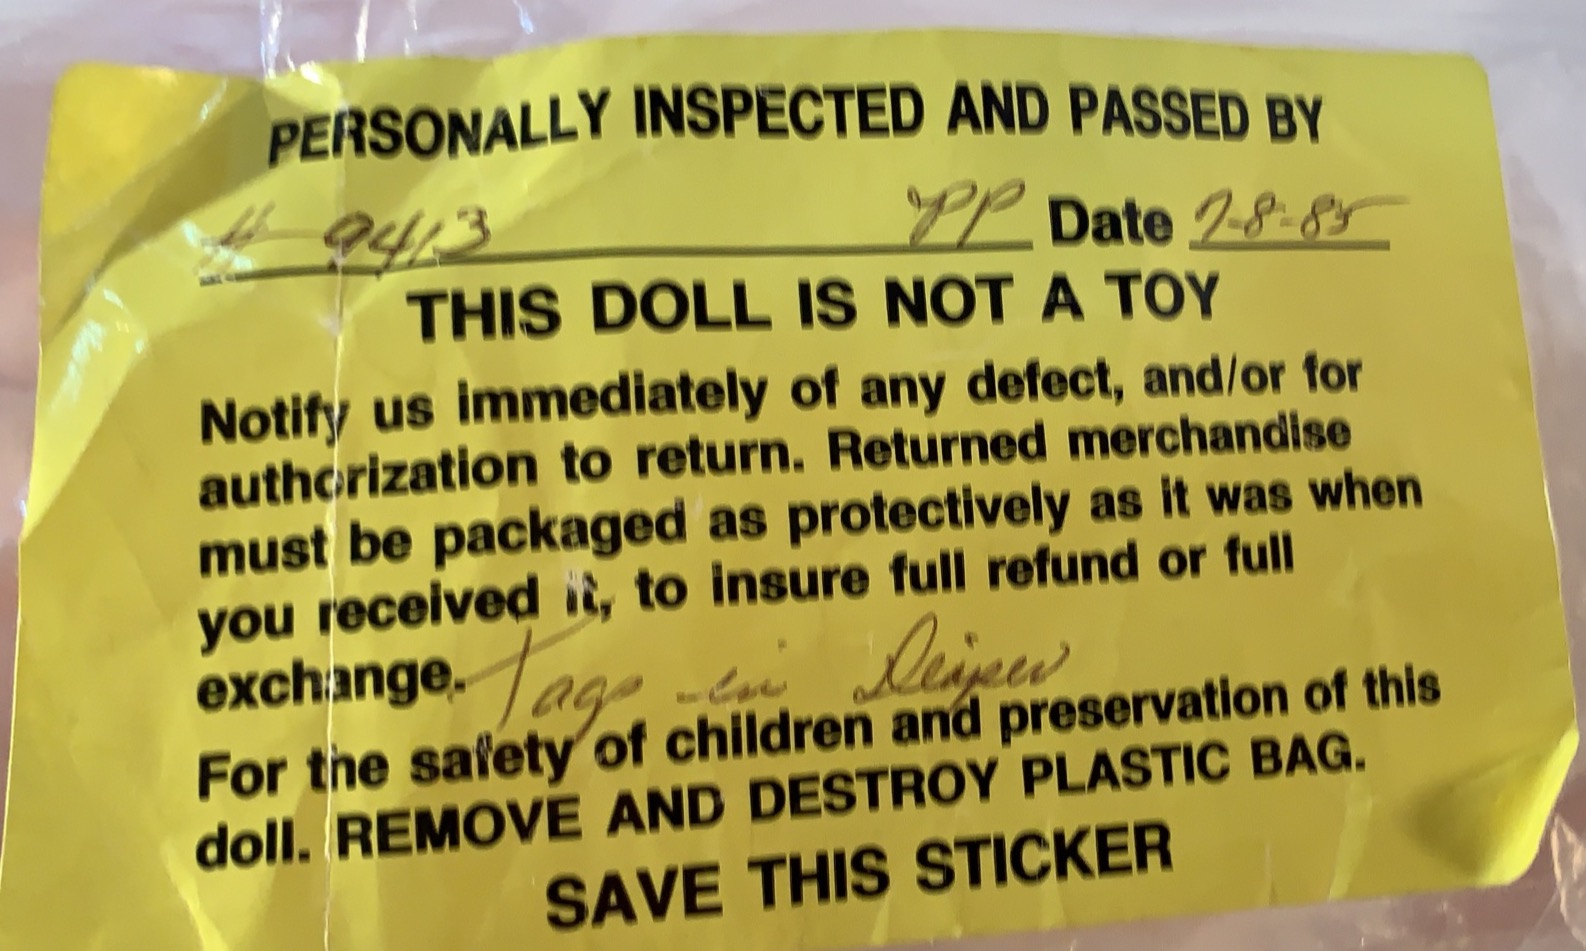 PERSONALLY INSPECTED AND PASSED BY
# 9413 PP Date 7-8-85
THIS DOLL IS NOT A TOY
Notify us immediately of any defect, and/or for
authorization to return. Returned merchandise
must be packaged as protectively as it was when
you received it, to insure full refund or full
exchange. Tags in Deiper
For the safety of children and preservation of this
doll. REMOVE AND DESTROY PLASTIC BAG.
SAVE THIS STICKER